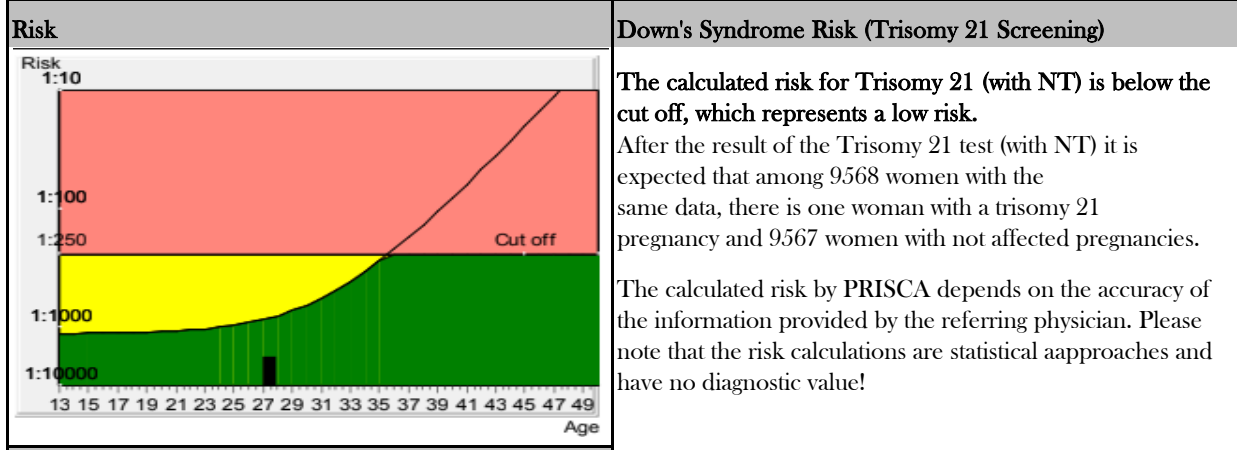 Risk
Risk
1:10
1:100
1:250
Cut off
1:1000
1:10000
13 15 17 19 21 23 25 27 29 31 33 35 37 39 41 43 45 47 49
Age
Down's Syndrome Risk (Trisomy 21 Screening)
The calculated risk for Trisomy 21 (with NT) is below the
cut off, which represents a low risk.
After the result of the Trisomy 21 test (with NT) it is
expected that among 9568 women with the
same data, there is one woman with a trisomy 21
pregnancy and 9567 women with not affected pregnancies.
The calculated risk by PRISCA depends on the accuracy of
the information provided by the referring physician. Please
note that the risk calculations are statistical aapproaches and
have no diagnostic value!